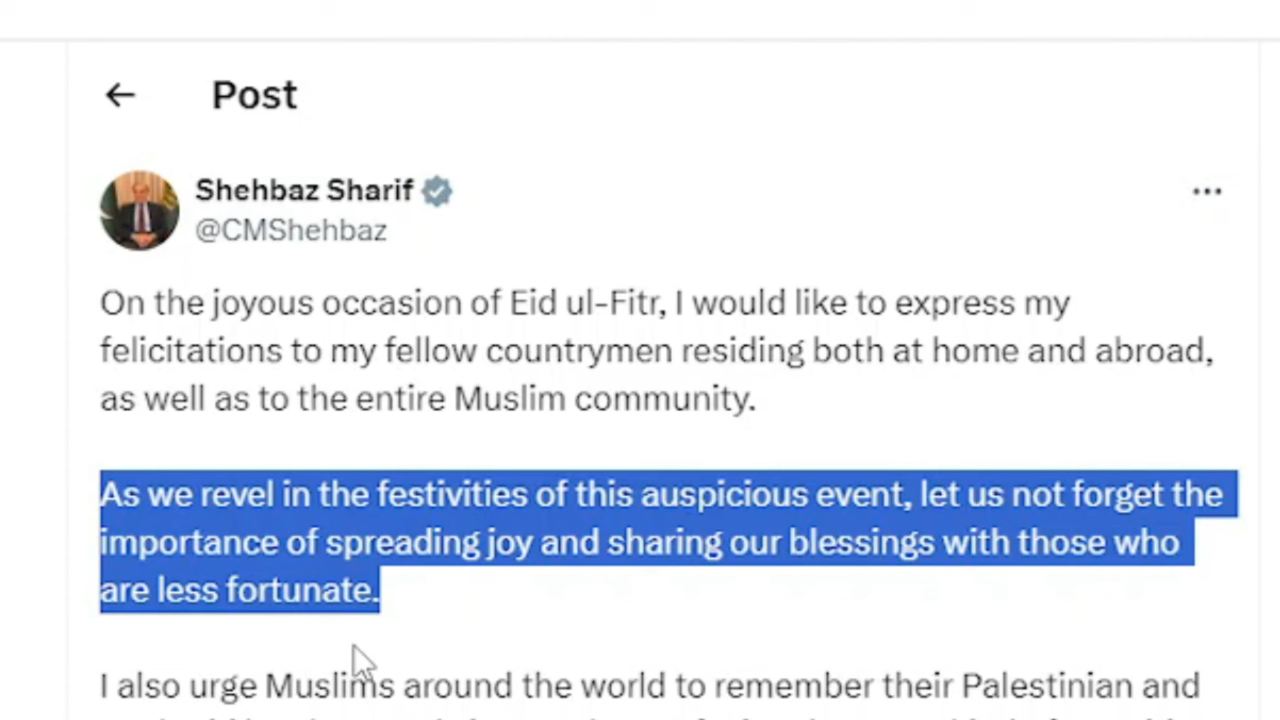 Post
Shehbaz Sharif
@CMShehbaz
On the joyous occasion of Eid ul-Fitr, I would like to express my
felicitations to my fellow countrymen residing both at home and abroad,
as well as to the entire Muslim community.
As we revel in the festivities of this auspicious event, let us not forget the
importance of spreading joy and sharing our blessings with those who
are less fortunate.
I also urge Muslims around the world to remember their Palestinian and